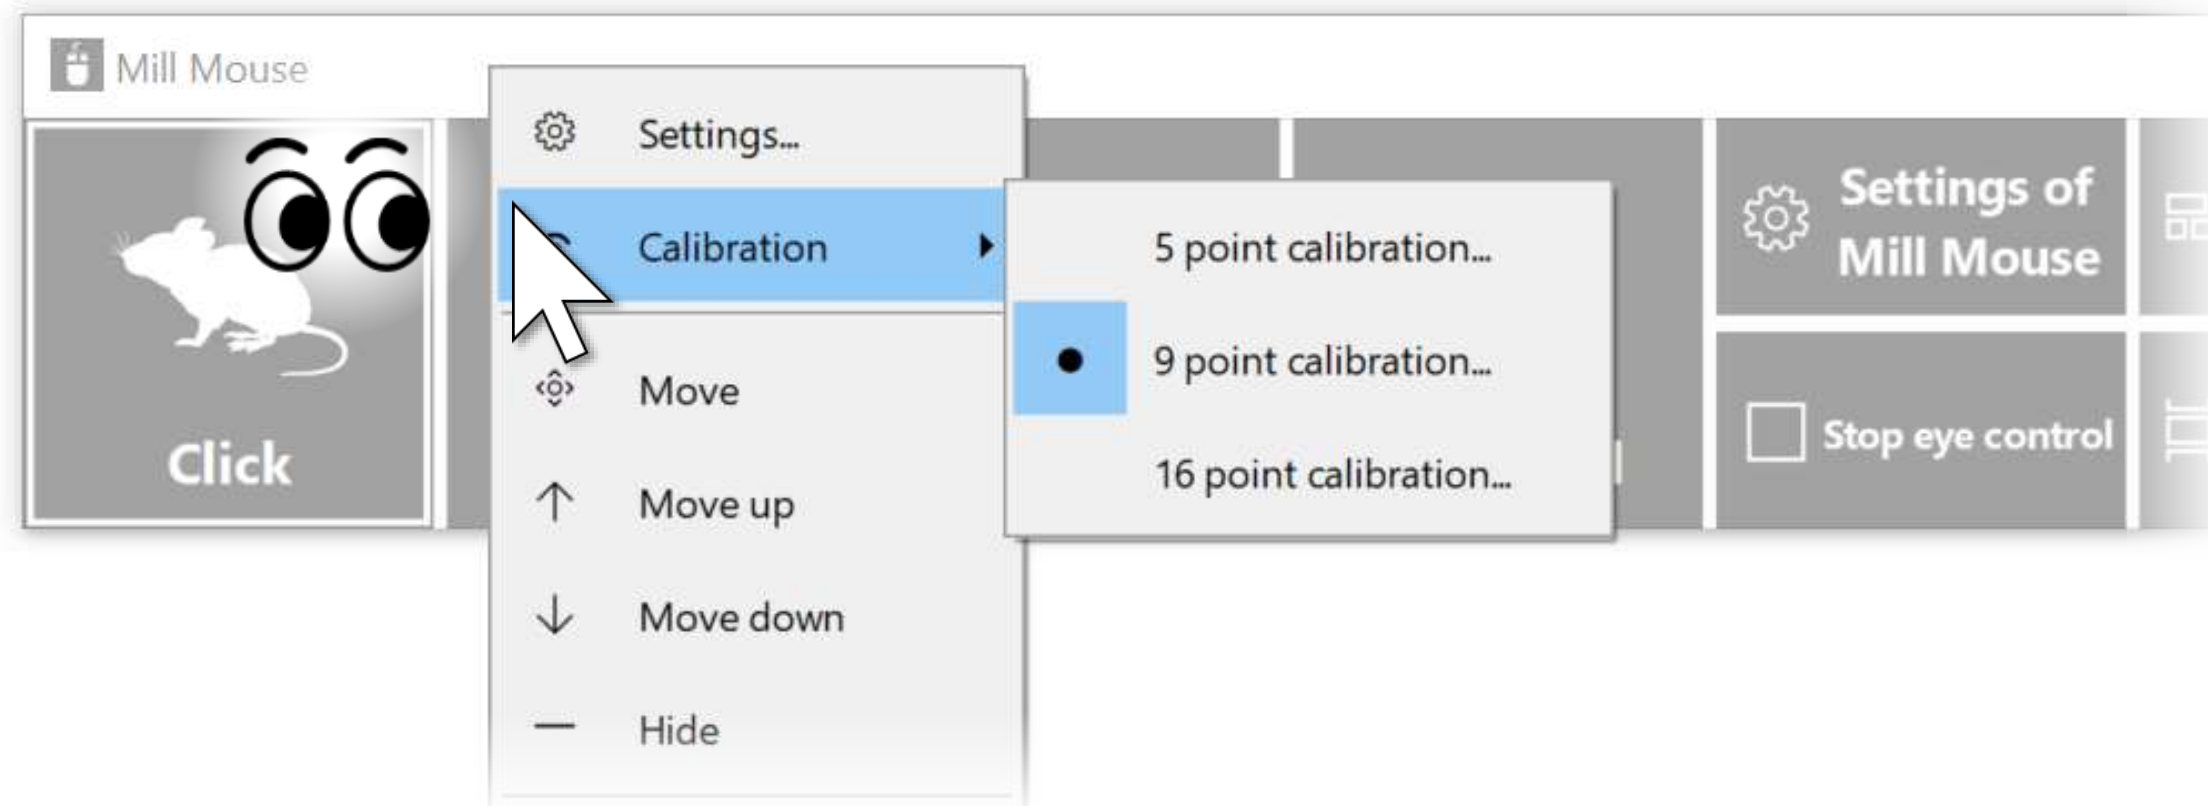 Mill Mouse
Settings...
Calibration
5 point calibration...
9 point calibration...
16 point calibration...
Move
Move up
Move down
Hide
Click
Settings of
Mill Mouse
Stop eye control